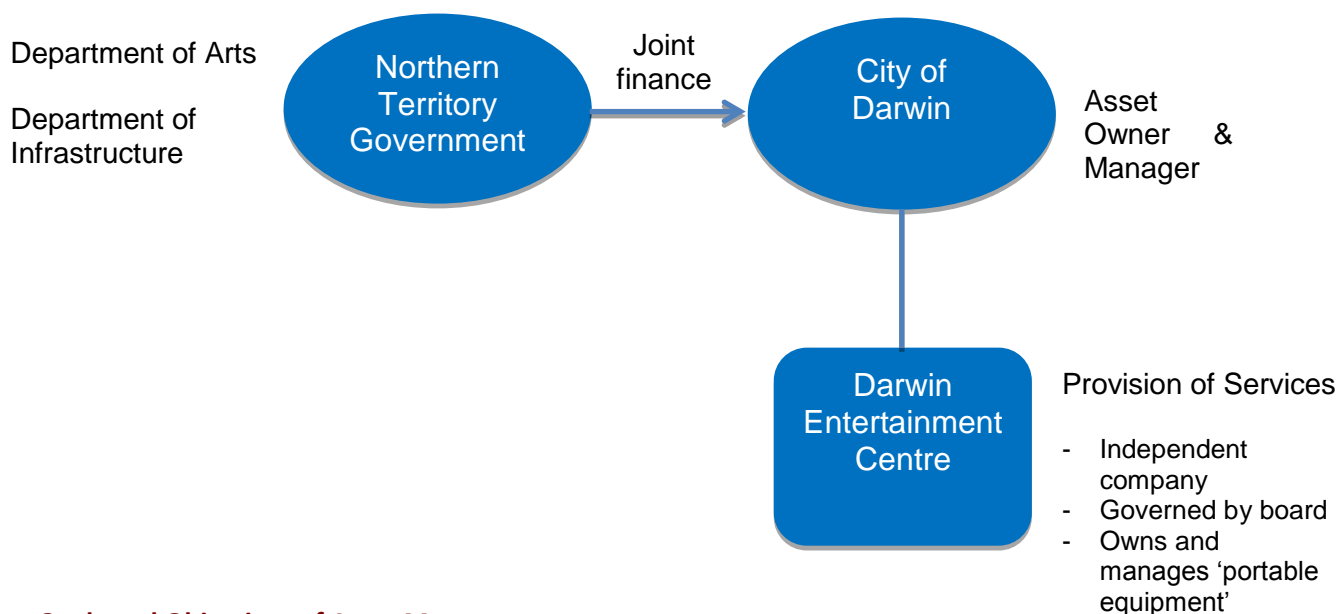 Department of Arts
Department of
Infrastructure
Northern
Territory
Government
Joint
finance
City of
Darwin
Asset
Owner &
Manager
Darwin
Entertainment
Centre
Provision of Services
- Independent
company
- Governed by board
- Owns and
manages ‘portable
equipment’